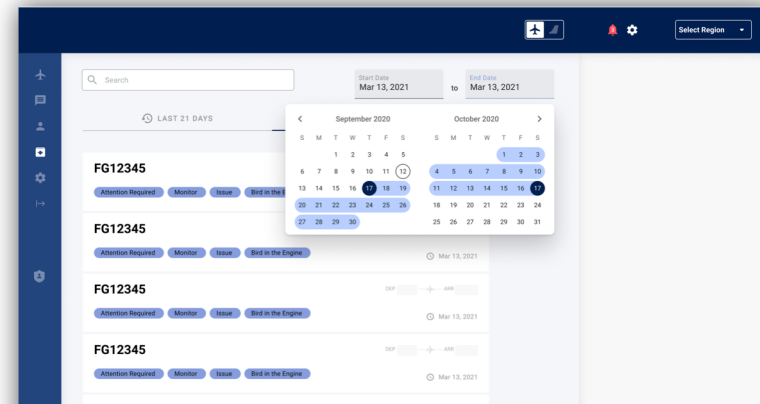 Select Region
Search
Start Date
Mar 13, 2021
to
End Date
Mar 13, 2021
LAST 21 DAYS
September 2020
S M T W T F S
1 2 3 4 5
6 7 8 9 10 11 12
13 14 15 16 17 18 19
20 21 22 23 24 25 26
27 28 29 30
October 2020
S M T W T F S
1 2 3
4 5 6 7 8 9 10
11 12 13 14 15 16 17
18 19 20 21 22 23 24
25 26 27 28 29 30 31
FG12345
Attention Required Monitor Issue Bird in the E
FG12345
Attention Required Monitor Issue Bird in the Engine
Mar 13, 2021
FG12345
DEP ARR
Attention Required Monitor Issue Bird in the Engine
Mar 13, 2021
FG12345
DEP ARR
Attention Required Monitor Issue Bird in the Engine
Mar 13, 2021